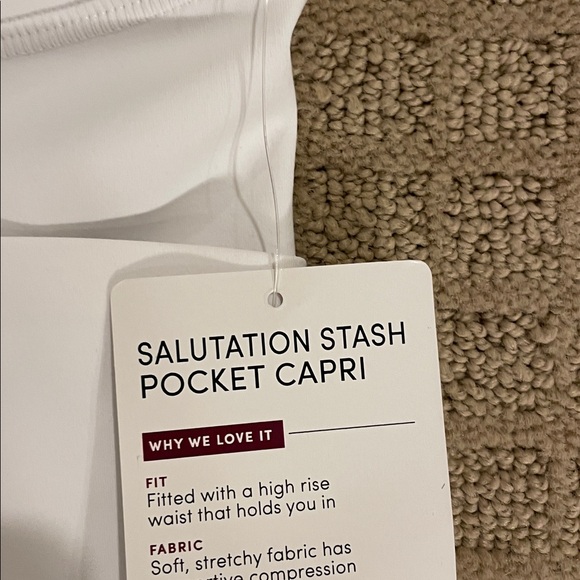 SALUTATION STASH
POCKET CAPRI
WHY WE LOVE IT
FIT
Fitted with a high rise
waist that holds you in
FABRIC
Soft, stretchy fabric has
compression